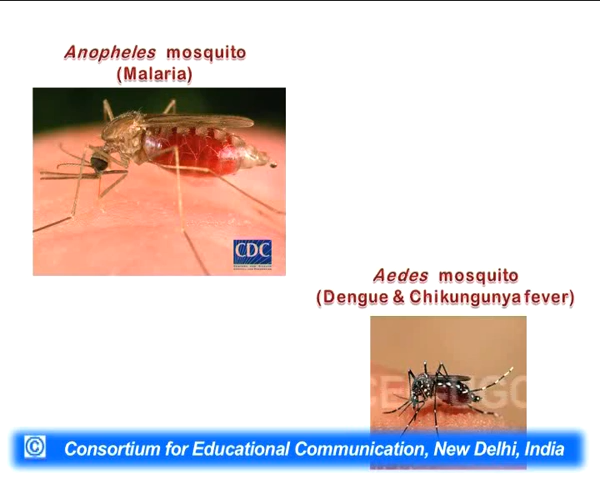 Anopheles mosquito
(Malaria)
CDC
Aedes mosquito
(Dengue & Chikungunya fever)
© Consortium for Educational Communication, New Delhi, India